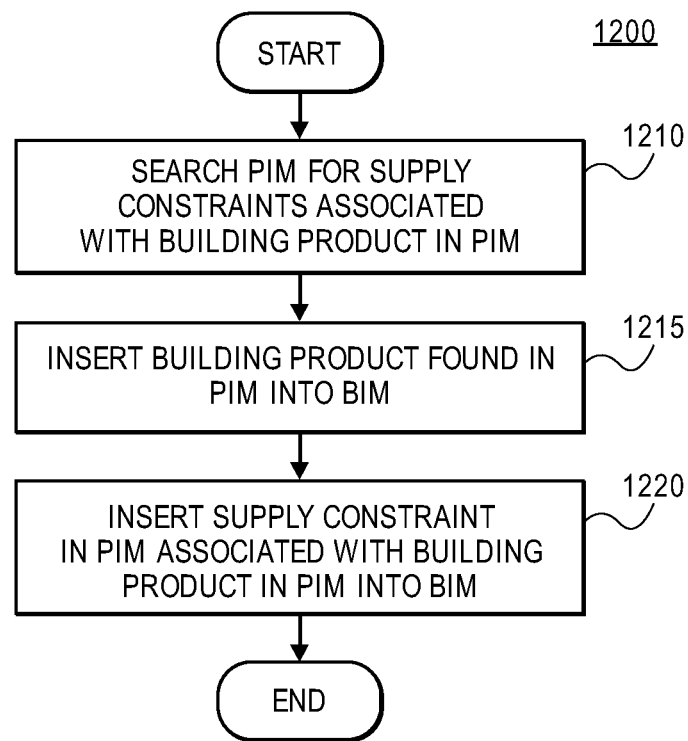 1200
START
1210
SEARCH PIM FOR SUPPLY
CONSTRAINTS ASSOCIATED
WITH BUILDING PRODUCT IN PIM
1215
INSERT BUILDING PRODUCT FOUND IN
PIM INTO BIM
1220
INSERT SUPPLY CONSTRAINT
IN PIM ASSOCIATED WITH BUILDING
PRODUCT IN PIM INTO BIM
END